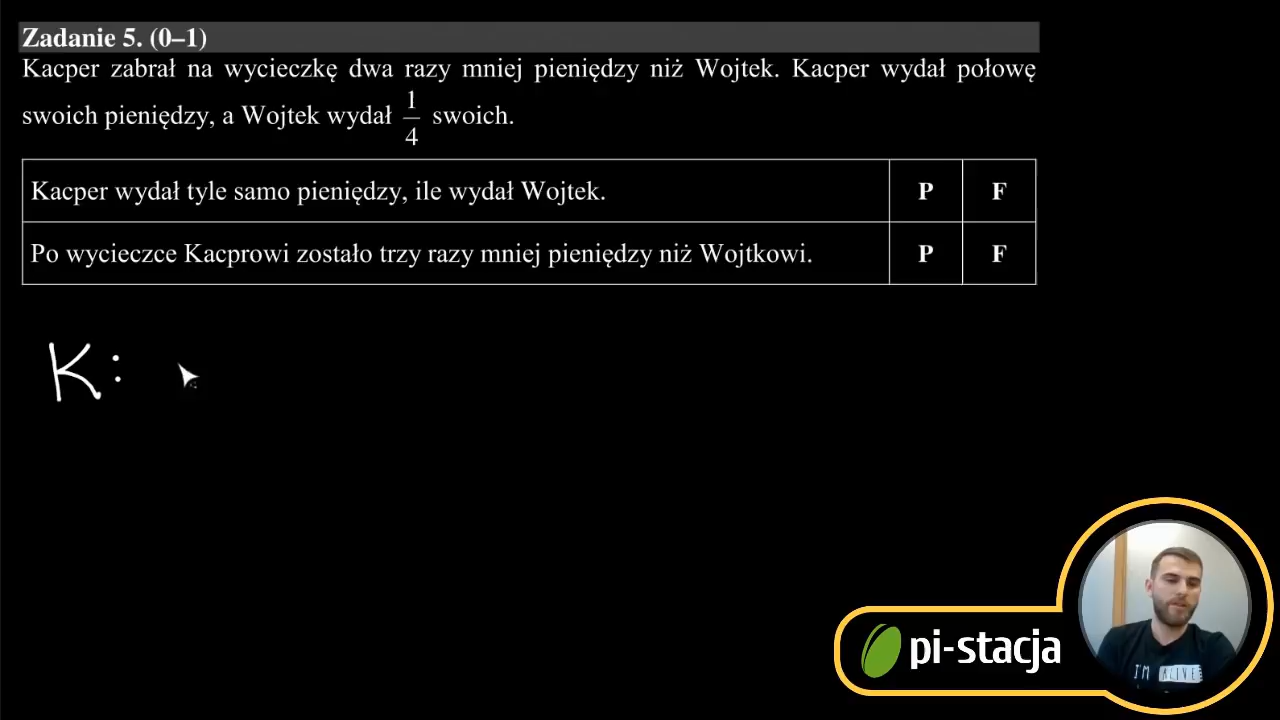 Zadanie 5. (0–1)
Kacper zabrał na wycieczkę dwa razy mniej pieniędzy niż Wojtek. Kacper wydał połowę
swoich pieniędzy, a Wojtek wydał 1/4 swoich.
Kacper wydał tyle samo pieniędzy, ile wydał Wojtek. P F
Po wycieczce Kacprowi zostało trzy razy mniej pieniędzy niż Wojtkowi. P F
K:
pi-stacja
I'M ALIVE